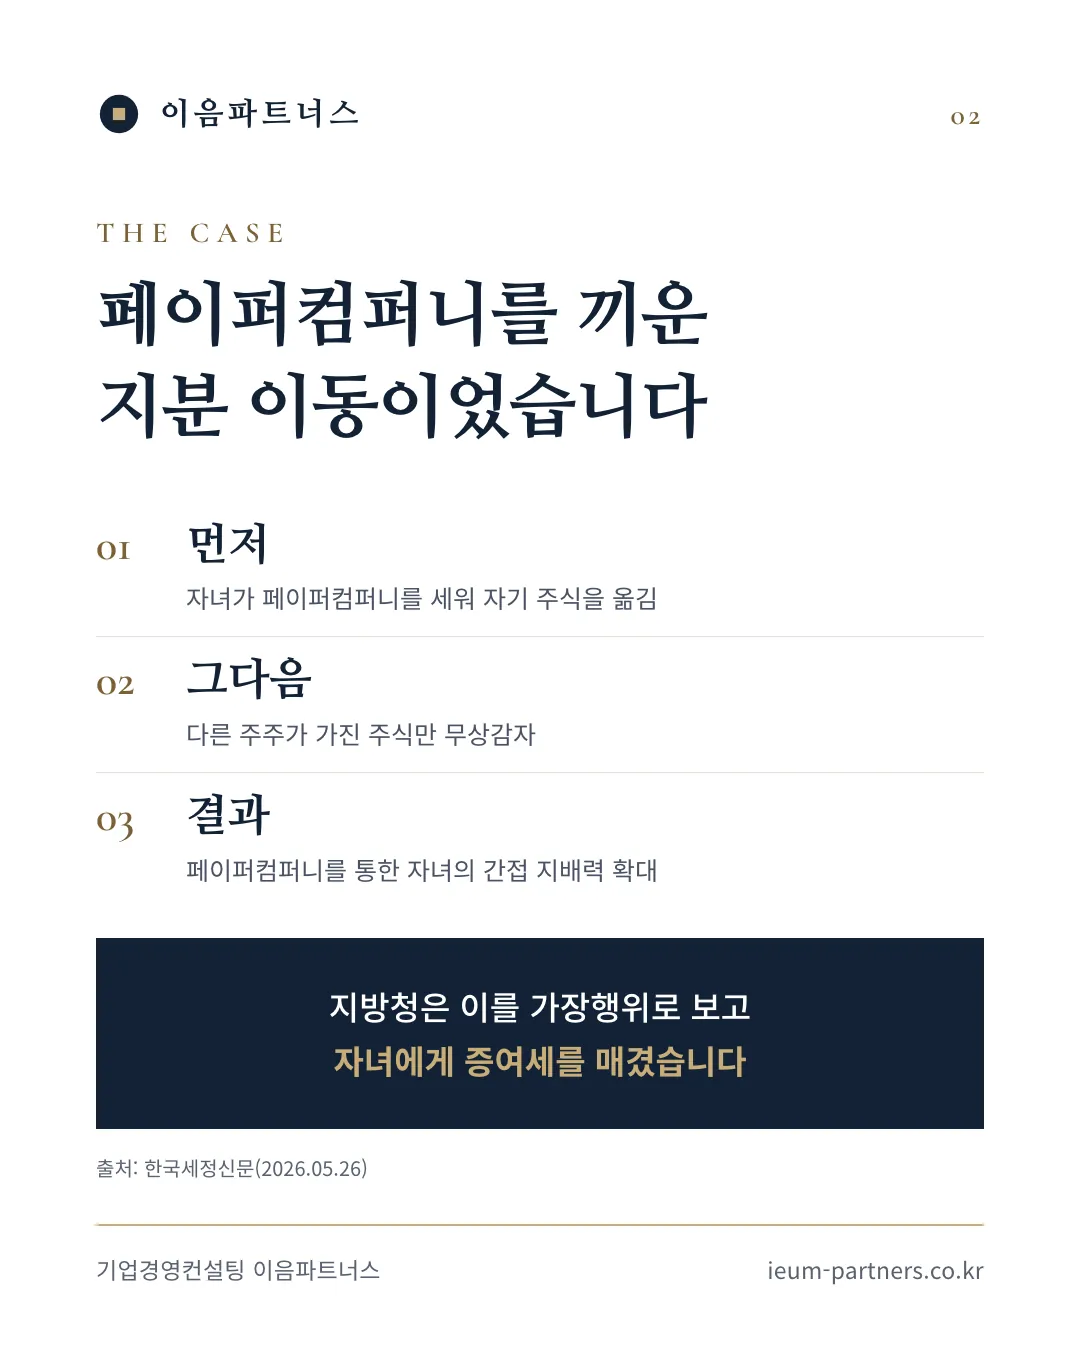 이음파트너스
02
THE CASE
페이퍼컴퍼니를 끼운
지분 이동이었습니다
01 먼저
자녀가 페이퍼컴퍼니를 세워 자기 주식을 옮김
02 그다음
다른 주주가 가진 주식만 무상감자
03 결과
페이퍼컴퍼니를 통한 자녀의 간접 지배력 확대
지방청은 이를 가장행위로 보고
자녀에게 증여세를 매겼습니다
출처: 한국세정신문(2026.05.26)
기업경영컨설팅 이음파트너스
ieum-partners.co.kr